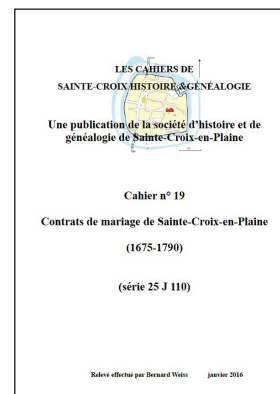 LES CAHIERS DE
SAINTE-CROIX HISTOIRE &GÉNÉALOGIE
Une publication de la société d'histoire et de
généalogie de Sainte-Croix-en-Plaine
Cahier n° 19
Contrats de mariage de Sainte-Croix-en-Plaine
(1675-1790)
(série 25 J 110)
Relevé effectué par Bernard Weiss janvier 2016